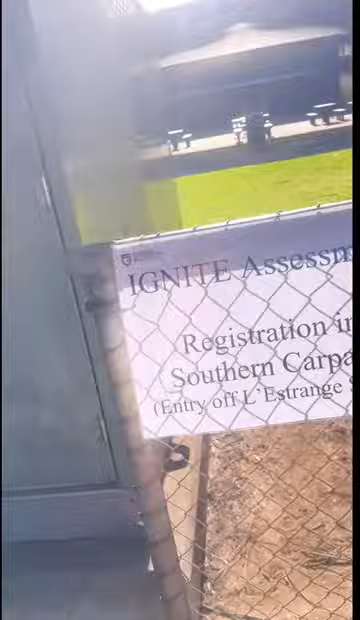 IGNITE Assessm
Registration in
Southern Carpa
(Entry off L'Estrange